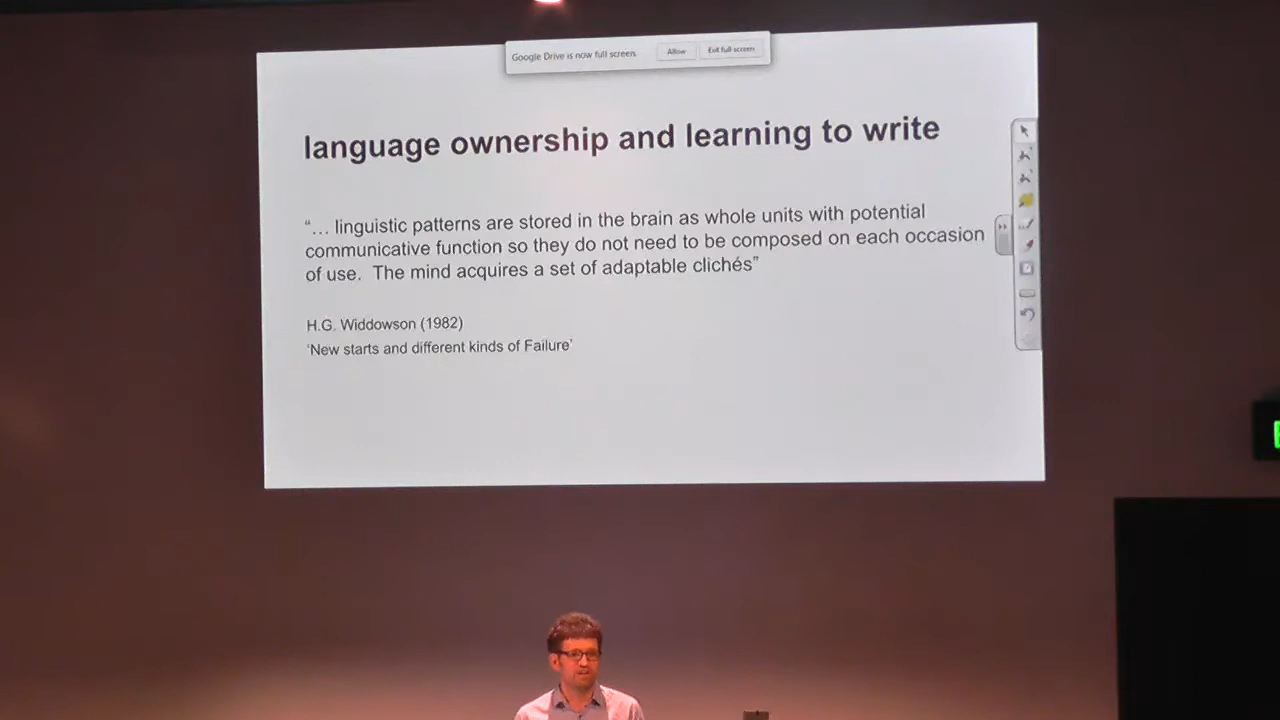 Google Drive is now full screen
Allow
Exit full screen
language ownership and learning to write
“… linguistic patterns are stored in the brain as whole units with potential
communicative function so they do not need to be composed on each occasion
of use.  The mind acquires a set of adaptable clichés”
H.G. Widdowson (1982)
‘New starts and different kinds of Failure’